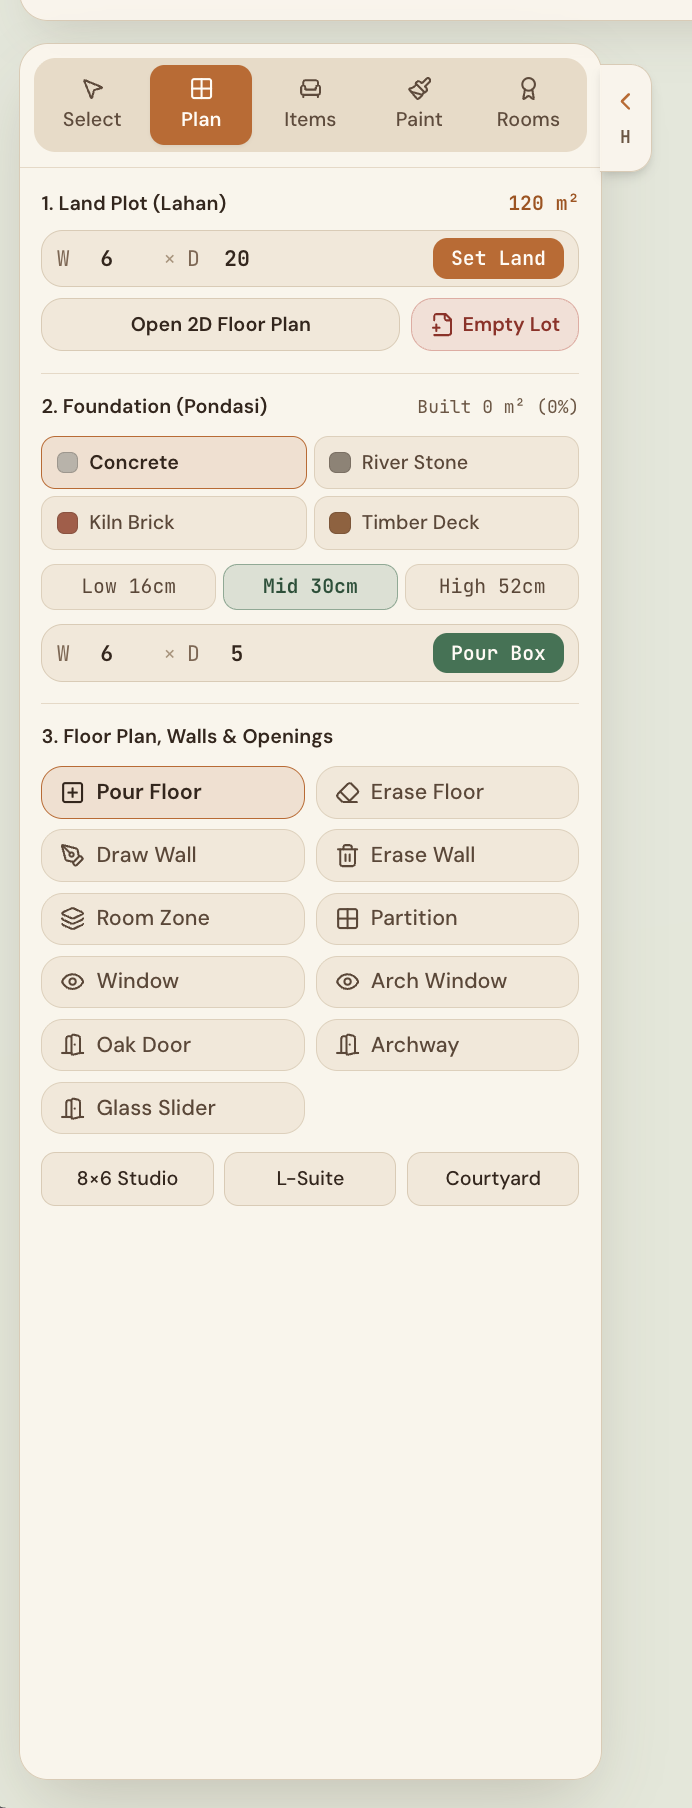 Select Plan Items Paint Rooms
H
1. Land Plot (Lahan) 120 m²
W 6 × D 20 Set Land
Open 2D Floor Plan Empty Lot
2. Foundation (Pondasi) Built 0 m² (0%)
Concrete River Stone
Kiln Brick Timber Deck
Low 16cm Mid 30cm High 52cm
W 6 × D 5 Pour Box
3. Floor Plan, Walls & Openings
Pour Floor Erase Floor
Draw Wall Erase Wall
Room Zone Partition
Window Arch Window
Oak Door Archway
Glass Slider
8×6 Studio L-Suite Courtyard